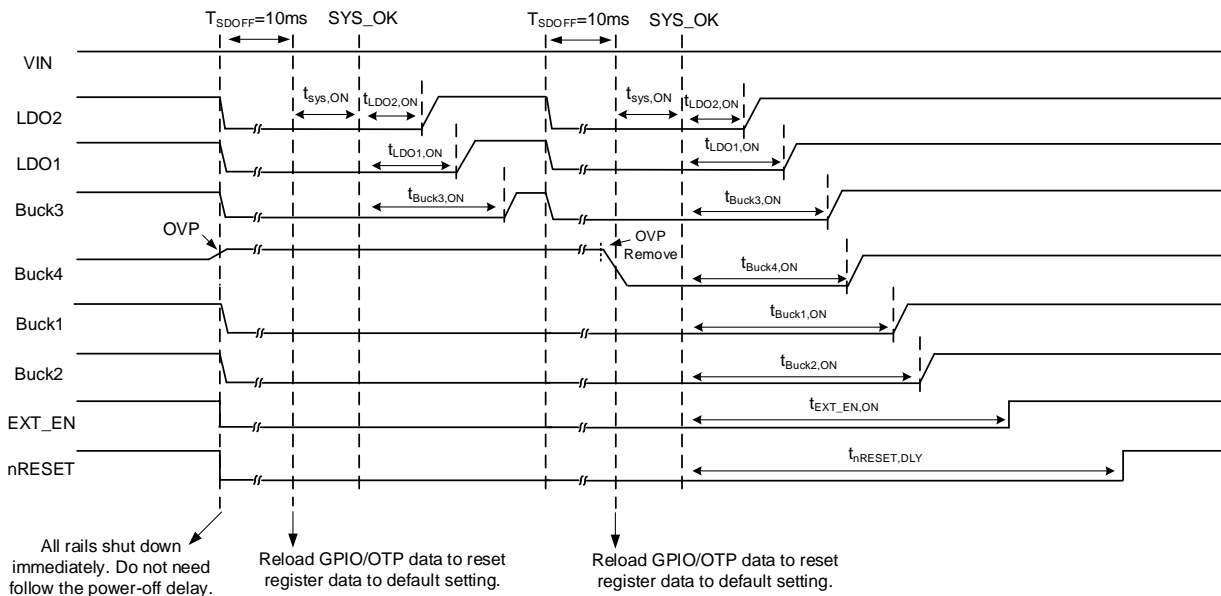 TSDOFF=10ms
SYS_OK
TSDOFF=10ms
SYS_OK
VIN
tsys,ON
tLDO2,ON
tsys,ON
tLDO2,ON
LDO2
tLDO1,ON
tLDO1,ON
LDO1
tBuck3,ON
tBuck3,ON
Buck3
OVP
OVP
Remove
tBuck4,ON
Buck4
tBuck1,ON
Buck1
tBuck2,ON
Buck2
tEXT_EN,ON
EXT_EN
tnRESET,DLY
nRESET
All rails shut down
immediately. Do not need
follow the power-off delay.
Reload GPIO/OTP data to reset
register data to default setting.
Reload GPIO/OTP data to reset
register data to default setting.